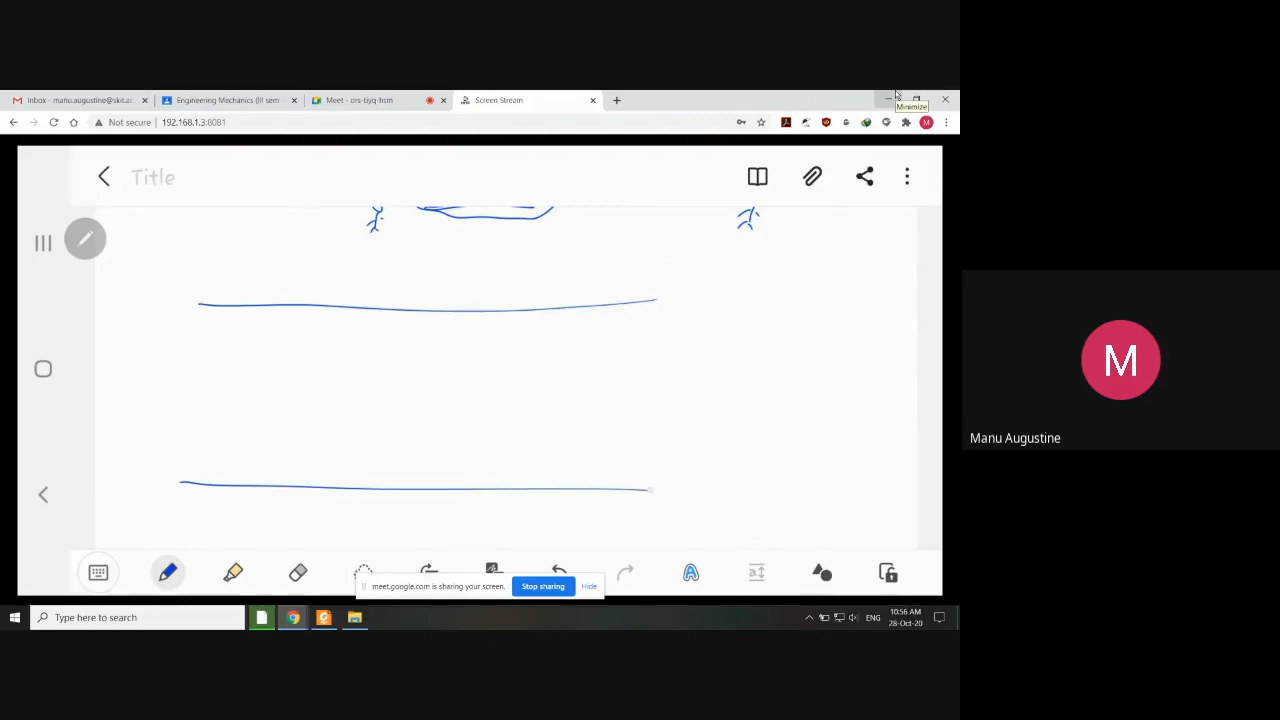 Inbox - manu.augustine@skit.ac.
Engineering Mechanics (III sem
Meet - crs-tiyq-hsm
Screen Stream
Minimize
Not secure
192.168.1.3:8081
M
Title
M
Manu Augustine
A
meet.google.com is sharing your screen.
Stop sharing
Hide
Type here to search
ENG
10:56 AM
28-Oct-20